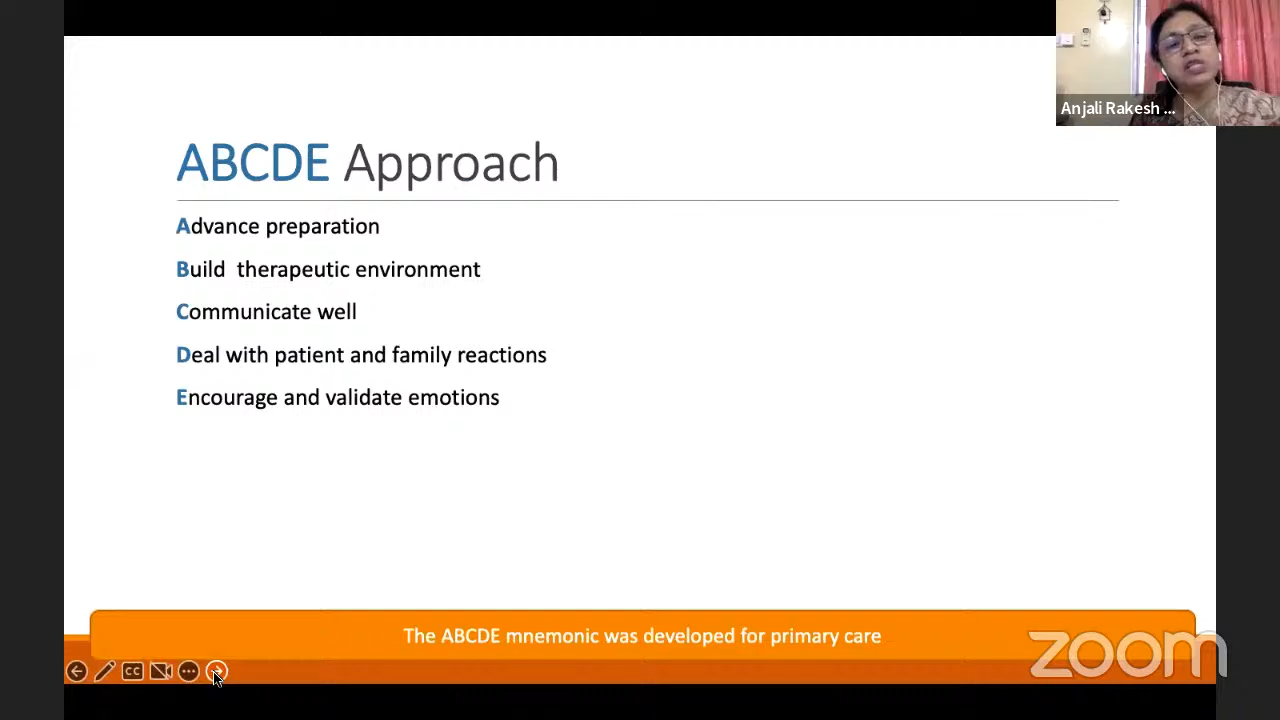 Anjali Rakesh ...
ABCDE Approach
Advance preparation
Build therapeutic environment
Communicate well
Deal with patient and family reactions
Encourage and validate emotions
The ABCDE mnemonic was developed for primary care
zoom
CC